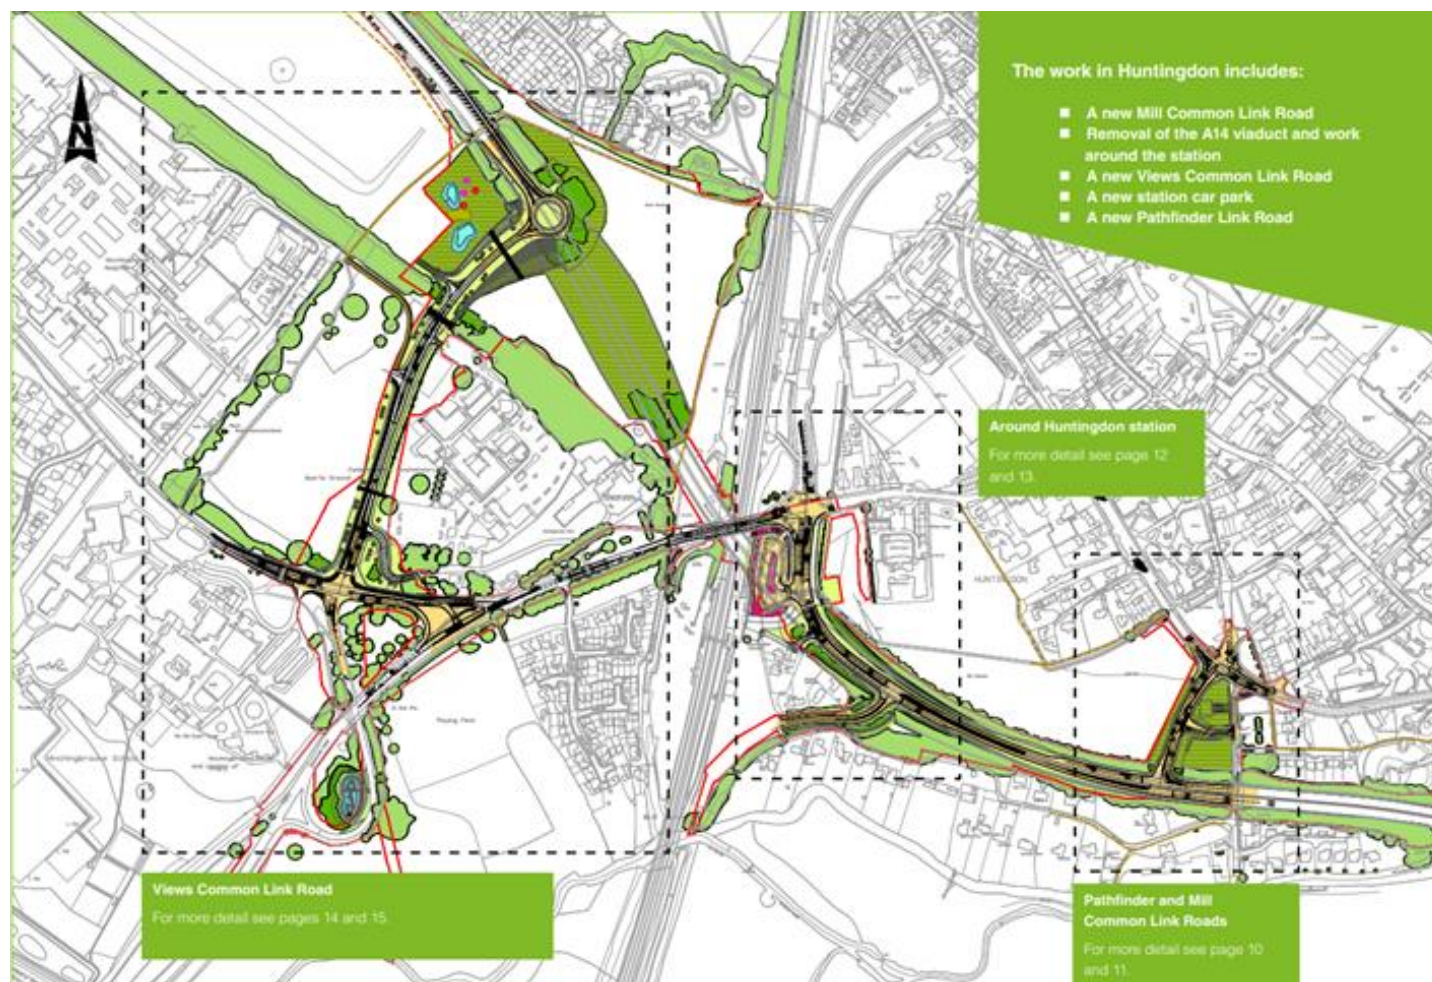 N
The work in Huntingdon includes:
A new Mill Common Link Road
Removal of the A14 viaduct and work
around the station
A new Views Common Link Road
A new station car park
A new Pathfinder Link Road
Around Huntingdon station
For more detail see page 12
and 13.
HUNTINGDON
Playing Field
Views Common Link Road
For more detail see pages 14 and 15.
Pathfinder and Mill
Common Link Roads
For more detail see page 10
and 11.